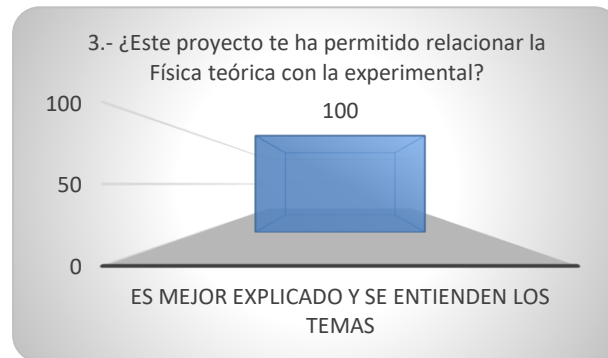 3.- ¿Este proyecto te ha permitido relacionar la
Física teórica con la experimental?
100
100
50
0
ES MEJOR EXPLICADO Y SE ENTIENDEN LOS
TEMAS